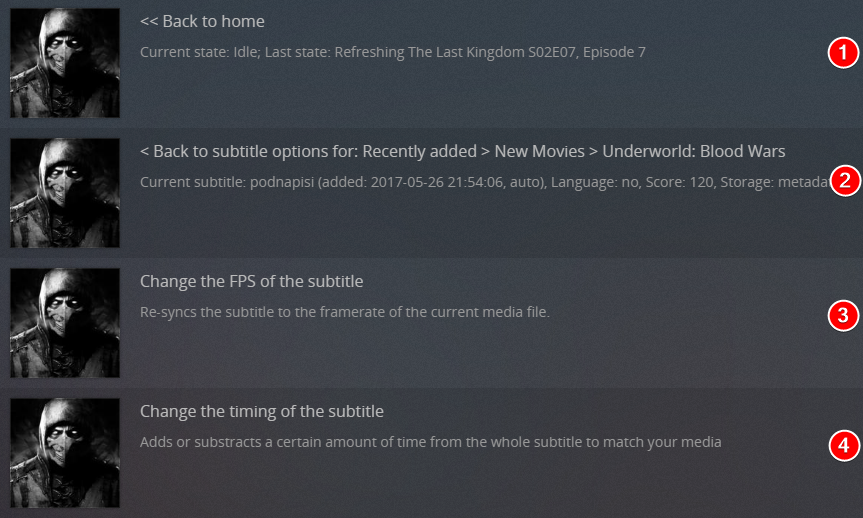 << Back to home
Current state: Idle; Last state: Refreshing The Last Kingdom S02E07, Episode 7
1
< Back to subtitle options for: Recently added > New Movies > Underworld: Blood Wars
Current subtitle: podnapisi (added: 2017-05-26 21:54:06, auto), Language: no, Score: 120, Storage: metada
2
Change the FPS of the subtitle
Re-syncs the subtitle to the framerate of the current media file.
3
Change the timing of the subtitle
Adds or substracts a certain amount of time from the whole subtitle to match your media
4